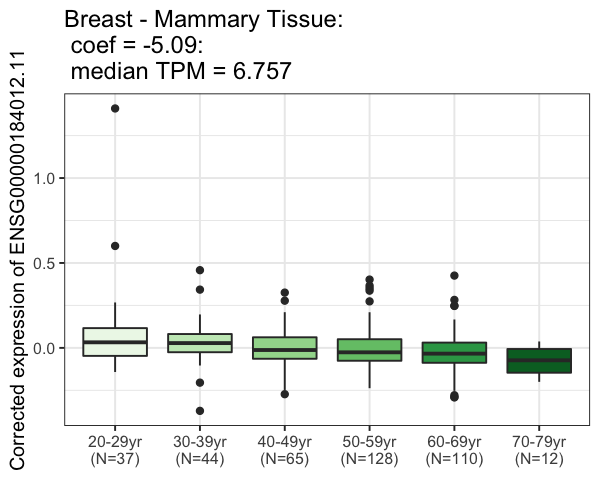 Breast - Mammary Tissue:
coef = -5.09:
median TPM = 6.757
Corrected expression of ENSG00000184012.11
1.0
0.5
0.0
20-29yr 30-39yr 40-49yr 50-59yr 60-69yr 70-79yr
(N=37) (N=44) (N=65) (N=128) (N=110) (N=12)